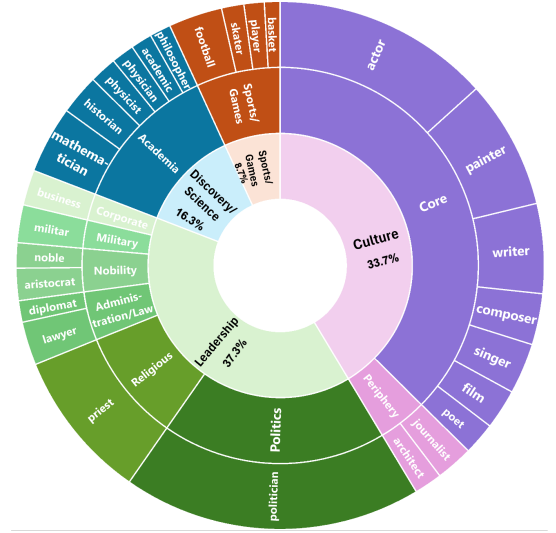 actor
painter
writer
composer
singer
film
poet
journalist
architect
politician
priest
lawyer
diplomat
aristocrat
noble
militar
business
mathema-
tician
historian
physicist
physician
academic
philosopher
football
skater
player
basket
Core
Periphery
Politics
Religious
Adminis-
tration/Law
Nobility
Military
Corporate
Academia
Sports/
Games
Culture
33.7%
Leadership
37.3%
Discovery/
Science
16.3%
Sports/
Games
8.7%